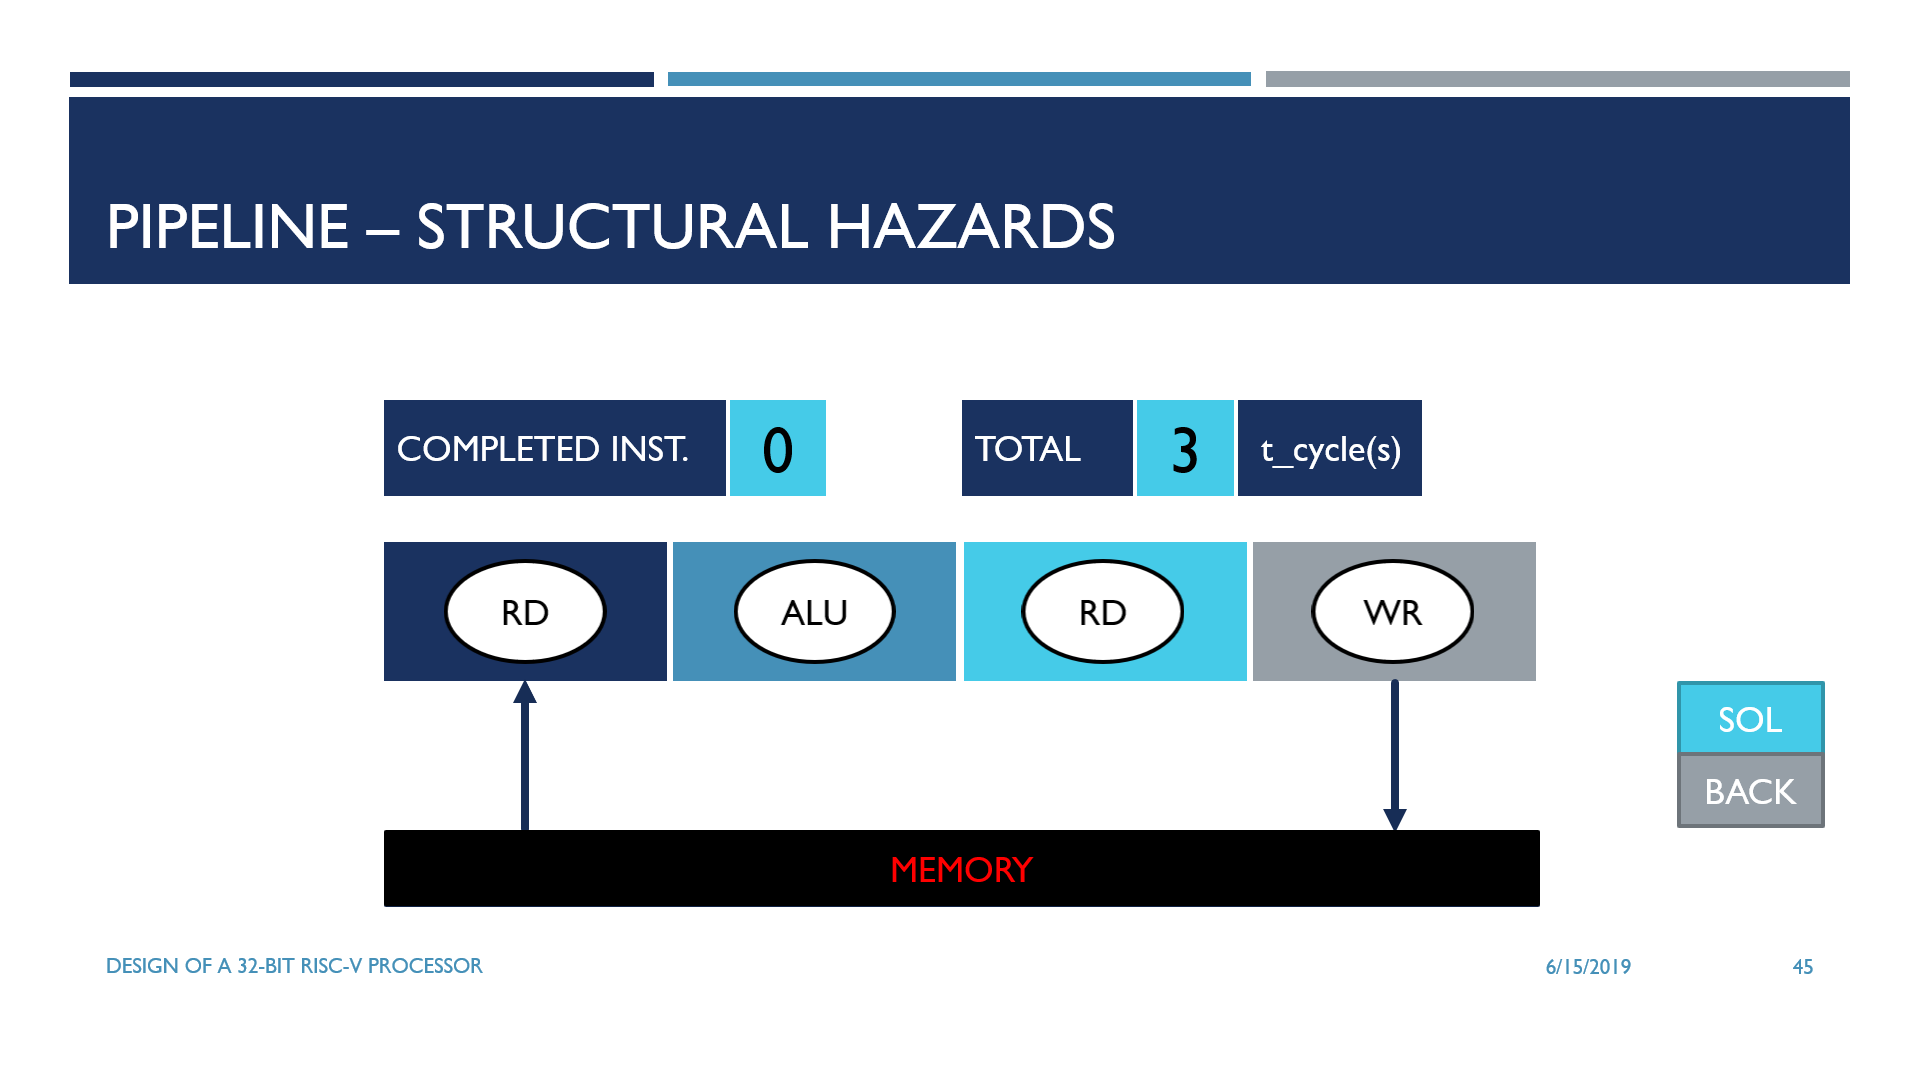 PIPELINE – STRUCTURAL HAZARDS
COMPLETED INST. 0 TOTAL 3 t_cycle(s)
RD ALU RD WR
SOL
BACK
MEMORY
DESIGN OF A 32-BIT RISC-V PROCESSOR 6/15/2019 45